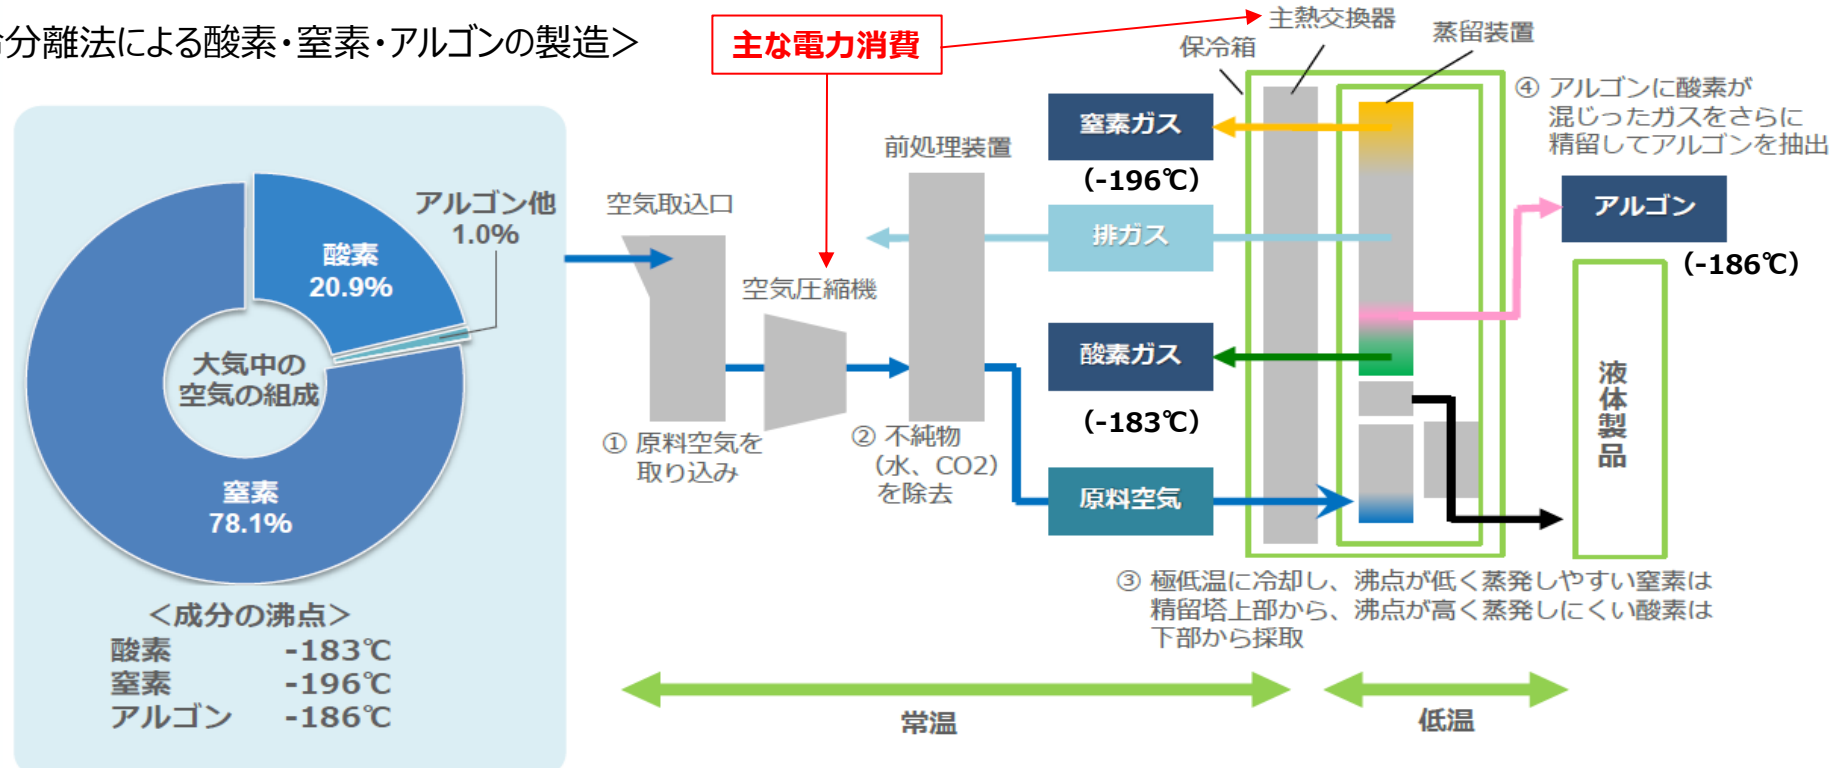 分離法による酸素・窒素・アルゴンの製造＞
主な電力消費
主熱交換器
保冷箱
蒸留装置
④ アルゴンに酸素が
混じったガスをさらに
精留してアルゴンを抽出
窒素ガス
（-196℃）
前処理装置
アルゴン他
1.0%
空気取込口
酸素
20.9%
排ガス
アルゴン
（-186℃）
空気圧縮機
大気中の
空気の組成
酸素ガス
（-183℃）
液体製品
① 原料空気を
取り込み
② 不純物
（水、CO2）
を除去
窒素
78.1%
原料空気
③ 極低温に冷却し、沸点が低く蒸発しやすい窒素は
精留塔上部から、沸点が高く蒸発しにくい酸素は
下部から採取
＜成分の沸点＞
酸素 -183℃
窒素 -196℃
アルゴン -186℃
常温
低温